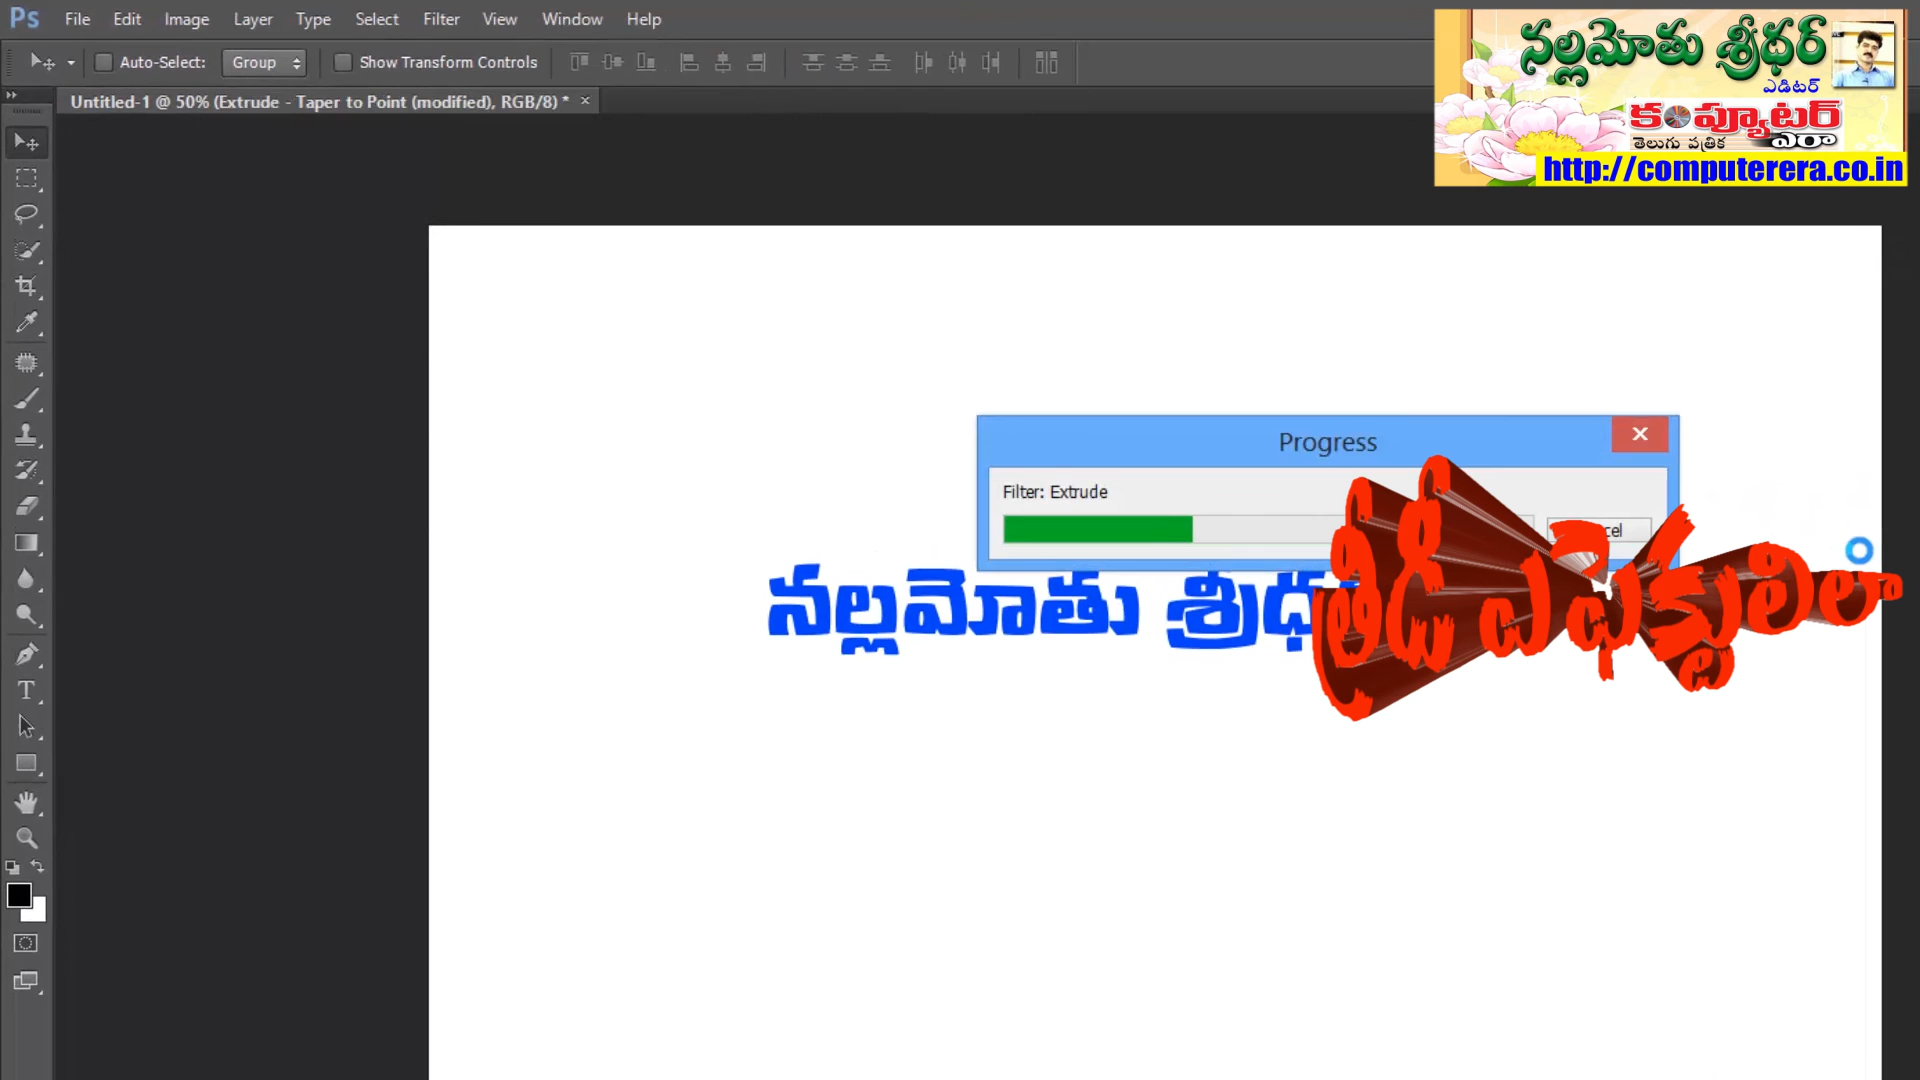 Ps File Edit Image Layer Type Select Filter View Window Help
Auto-Select: Group Show Transform Controls
Untitled-1 @ 50% (Extrude - Taper to Point (modified), RGB/8) * ×
నల్లమోతు శ్రీధర్
ఎడిటర్
కంప్యూటర్
తెలుగు పత్రిక ఎరా
http://computerera.co.in
Progress
Filter: Extrude
నల్లమోతు
త్రీడీ ఎఫెక్టులిలా
T